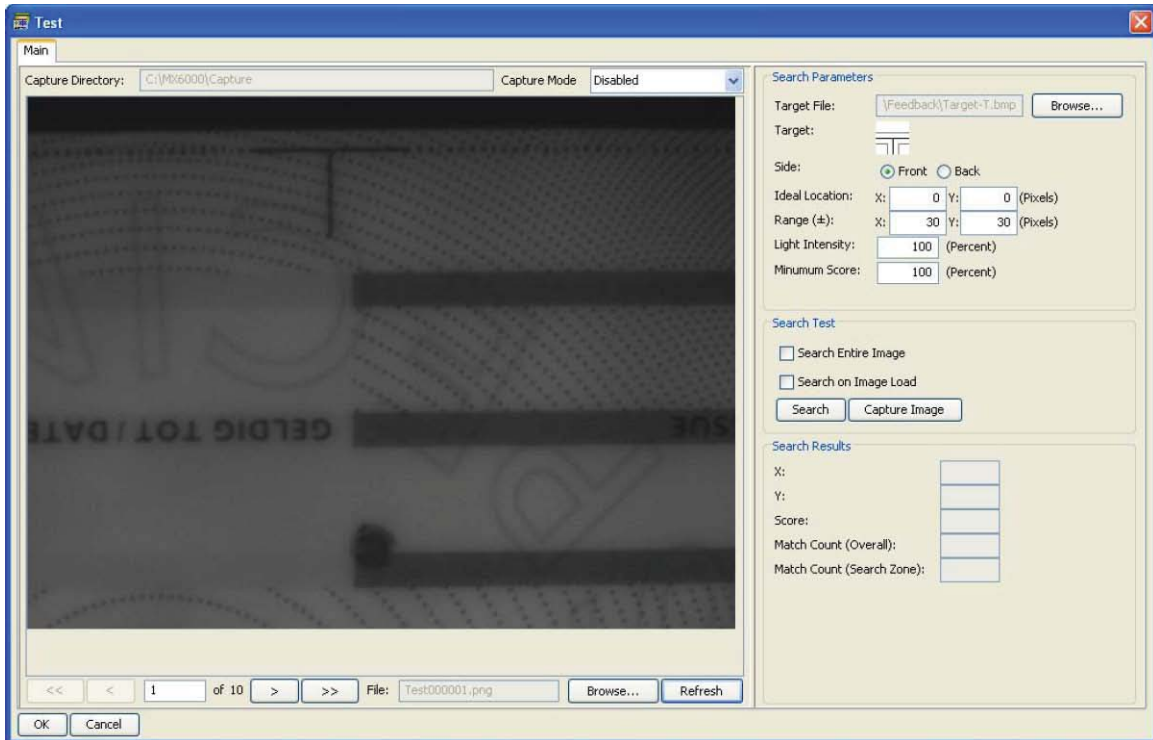 Test
Main
Capture Directory: C:\MX6000\Capture Capture Mode Disabled
GELDIG TOT / DATE
SSUE
<< < 1 of 10 > >> File: Test000001.png Browse... Refresh
OK Cancel
Search Parameters
Target File: \Feedback\Target-T.bmp Browse...
Target:
Side: Front Back
Ideal Location: X: 0 Y: 0 (Pixels)
Range (±): X: 30 Y: 30 (Pixels)
Light Intensity: 100 (Percent)
Minumum Score: 100 (Percent)
Search Test
Search Entire Image
Search on Image Load
Search Capture Image
Search Results
X:
Y:
Score:
Match Count (Overall):
Match Count (Search Zone):